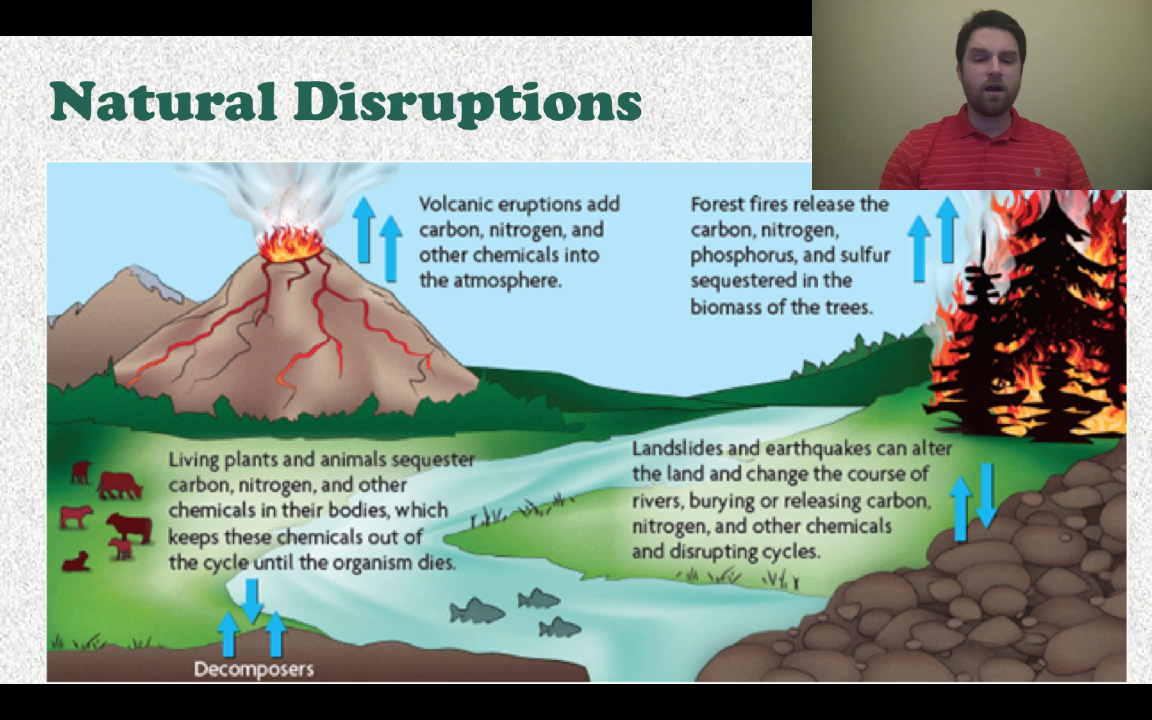 Natural Disruptions
Volcanic eruptions add
carbon, nitrogen, and
other chemicals into
the atmosphere.
Forest fires release the
carbon, nitrogen,
phosphorus, and sulfur
sequestered in the
biomass of the trees.
Living plants and animals sequester
carbon, nitrogen, and other
chemicals in their bodies, which
keeps these chemicals out of
the cycle until the organism dies.
Landslides and earthquakes can alter
the land and change the course of
rivers, burying or releasing carbon,
nitrogen, and other chemicals
and disrupting cycles.
Decomposers